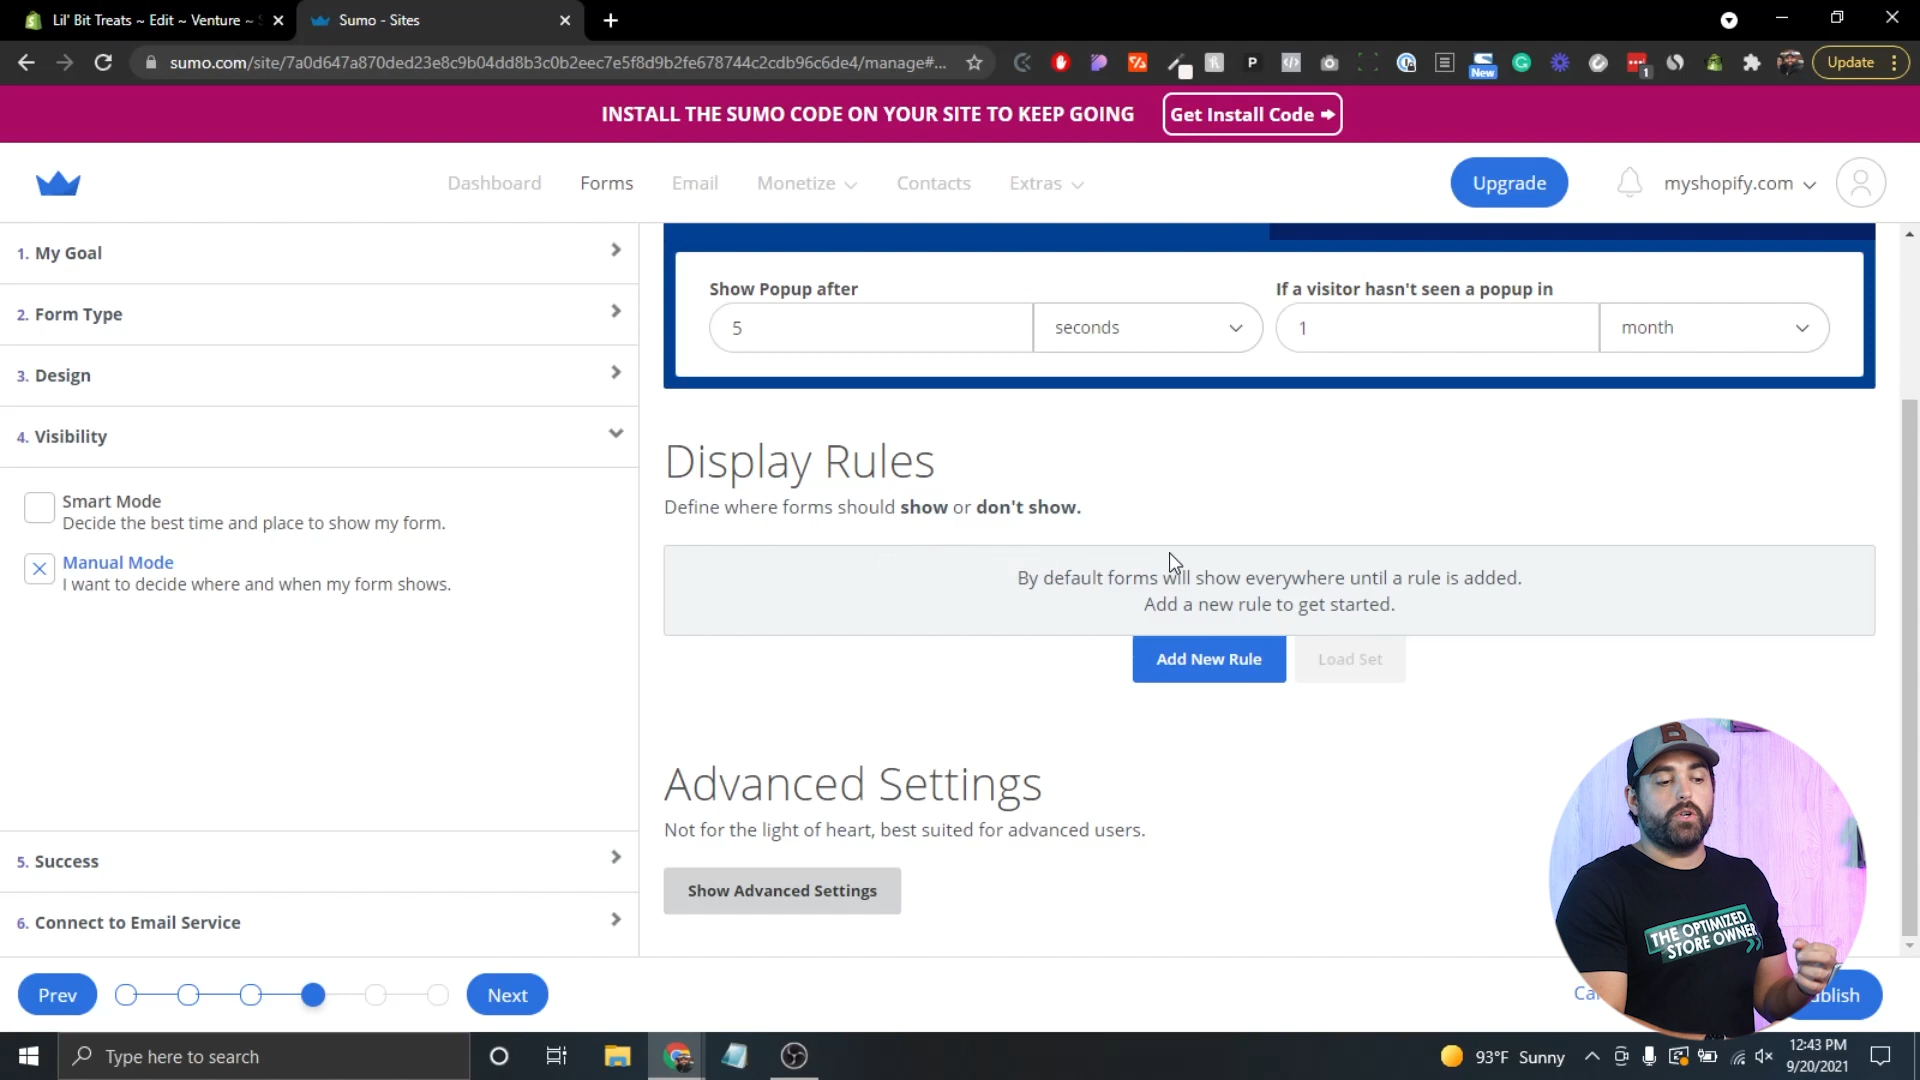 Lil' Bit Treats ~ Edit ~ Venture ~
Sumo - Sites
sumo.com/site/7a0d647a870ded23e8c9b04dd8b3c0b2eec7e5f8d9b2fe678744c2cdb96c6de4/manage#...
New
1
Update
INSTALL THE SUMO CODE ON YOUR SITE TO KEEP GOING
Get Install Code
Dashboard
Forms
Email
Monetize
Contacts
Extras
Upgrade
myshopify.com
1. My Goal
2. Form Type
3. Design
4. Visibility
Smart Mode
Decide the best time and place to show my form.
Manual Mode
I want to decide where and when my form shows.
5. Success
6. Connect to Email Service
Show Popup after
5
seconds
If a visitor hasn't seen a popup in
1
month
Display Rules
Define where forms should show or don't show.
By default forms will show everywhere until a rule is added.
Add a new rule to get started.
Add New Rule
Load Set
Advanced Settings
Not for the light of heart, best suited for advanced users.
Show Advanced Settings
THE OPTIMIZED
STORE OWNER
Prev
Next
Type here to search
93°F Sunny
12:43 PM
9/20/2021